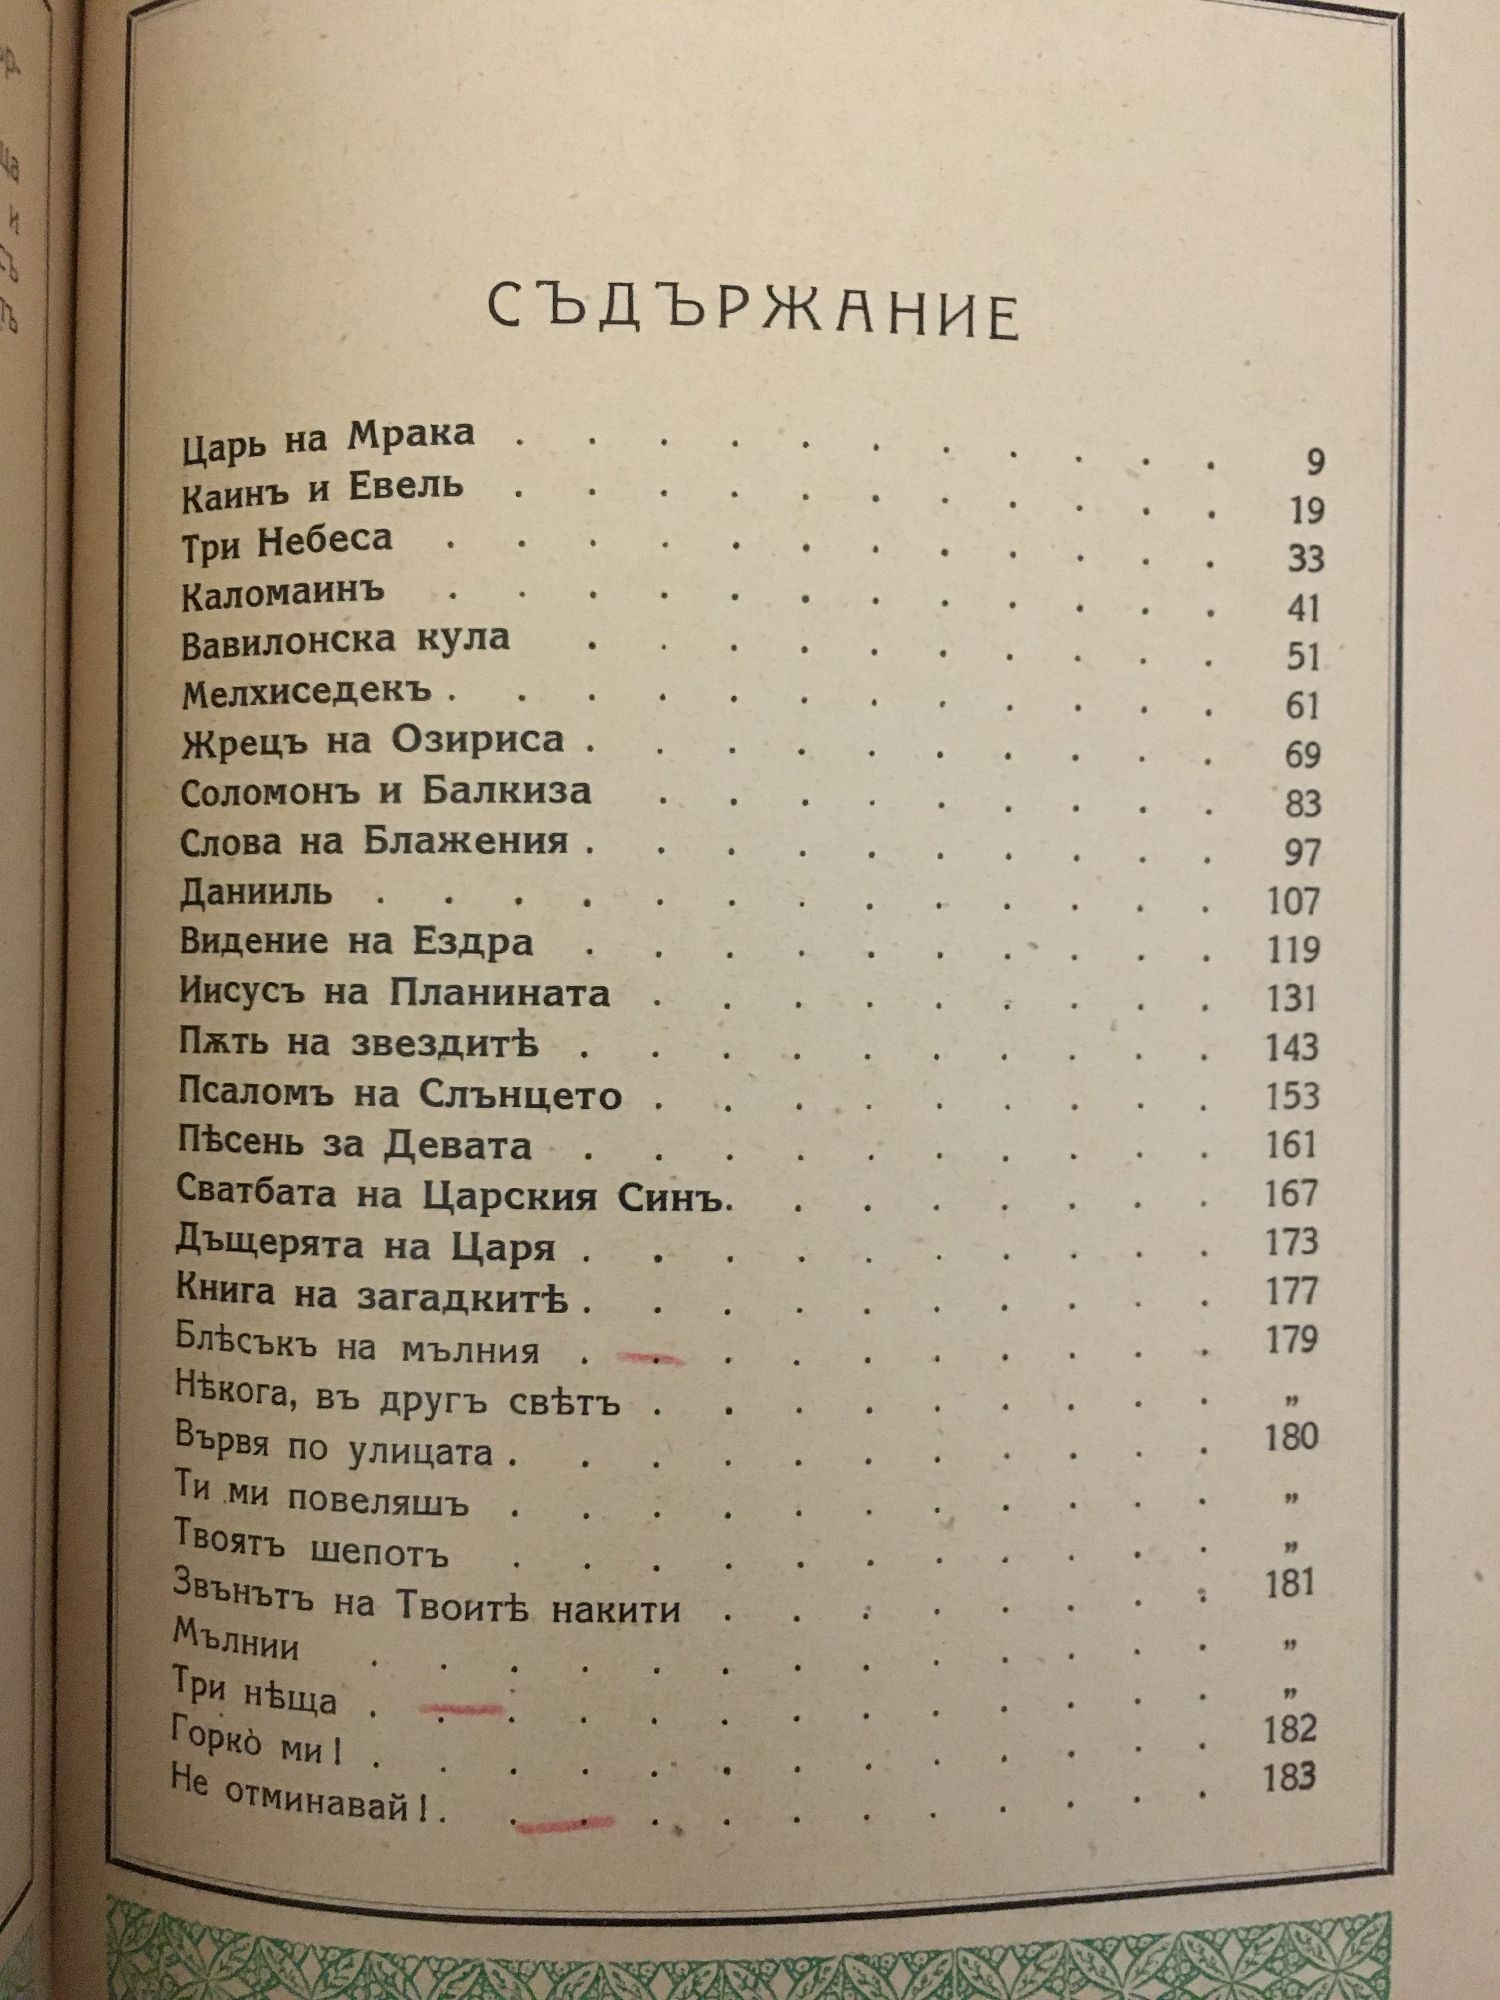 СЪДЪРЖАНИЕ
Царь на Мрака . . . . . . . . . . . 9
Каинъ и Евель . . . . . . . . . . . 19
Три Небеса . . . . . . . . . . . . 33
Каломаинъ . . . . . . . . . . . . 41
Вавилонска кула . . . . . . . . . . 51
Мелхиседекъ . . . . . . . . . . . . 61
Жрецъ на Озириса . . . . . . . . . . 69
Соломонъ и Балкиза . . . . . . . . . 83
Слова на Блажения . . . . . . . . . . 97
Данииль . . . . . . . . . . . . . 107
Видение на Ездра . . . . . . . . . . 119
Иисусъ на Планината . . . . . . . . . 131
Пѫть на звездитѣ . . . . . . . . . . 143
Псаломъ на Слънцето . . . . . . . . . 153
Пѣсень за Девата . . . . . . . . . . 161
Сватбата на Царския Синъ. . . . . . . . 167
Дъщерята на Царя . . . . . . . . . . 173
Книга на загадкитѣ . . . . . . . . . . 177
Блѣсъкъ на мълния . . . . . . . . . . 179
Нѣкога, въ другъ свѣтъ . . . . . . . . . „
Вървя по улицата . . . . . . . . . . . 180
Ти ми повеляшъ . . . . . . . . . . . „
Твоятъ шепотъ . . . . . . . . . . . „
Звънътъ на Твоитѣ накити . . . . . . . . 181
Мълнии . . . . . . . . . . . . . „
Три нѣща . . . . . . . . . . . . . „
Горко̀ ми! . . . . . . . . . . . . . 182
Не отминавай! . . . . . . . . . . . . 183